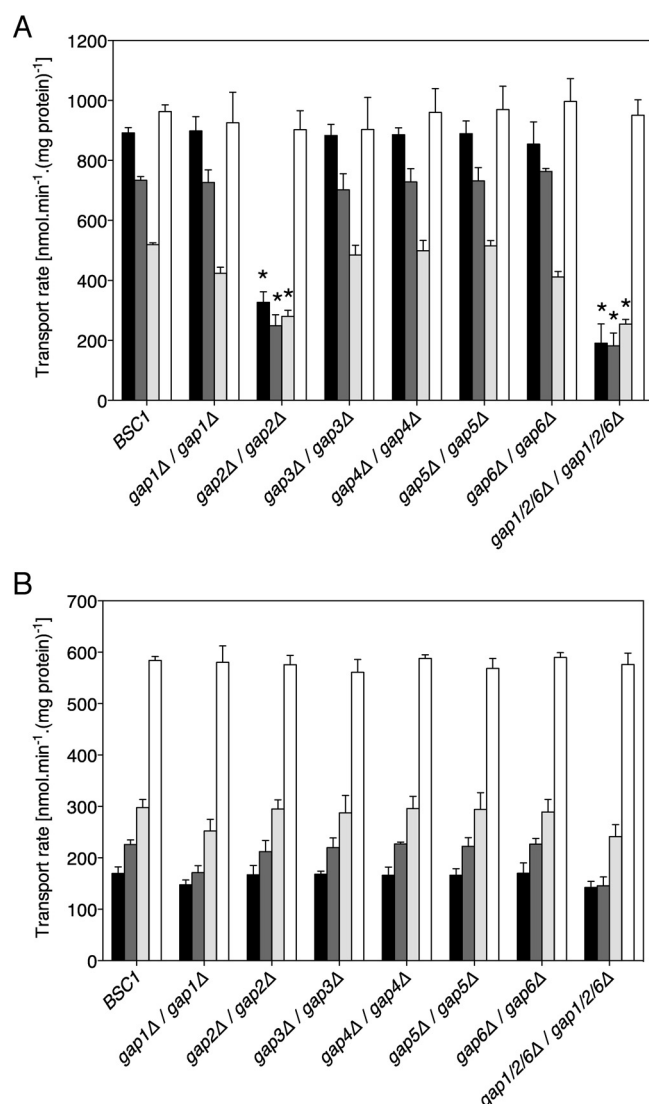 A
Transport rate [nmol.min-1.(mg protein)-1]
1200
1000
800
600
400
200
0
* * *
* * *
BSC1
gap1Δ / gap1Δ
gap2Δ / gap2Δ
gap3Δ / gap3Δ
gap4Δ / gap4Δ
gap5Δ / gap5Δ
gap6Δ / gap6Δ
gap1/2/6Δ / gap1/2/6Δ
B
Transport rate [nmol.min-1.(mg protein)-1]
700
600
500
400
300
200
100
0
BSC1
gap1Δ / gap1Δ
gap2Δ / gap2Δ
gap3Δ / gap3Δ
gap4Δ / gap4Δ
gap5Δ / gap5Δ
gap6Δ / gap6Δ
gap1/2/6Δ / gap1/2/6Δ